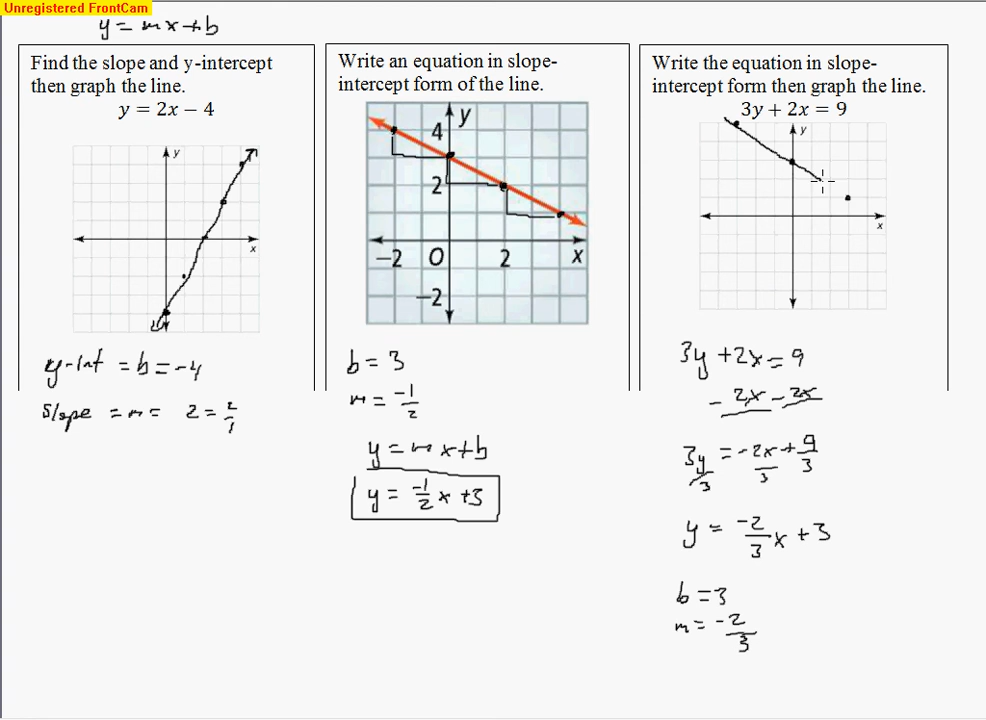 Unregistered FrontCam
y = mx+b
Find the slope and y-intercept
then graph the line.
y = 2x − 4
y
x
y-int = b = -4
Slope = m = 2 = 2/1
Write an equation in slope-
intercept form of the line.
y
4
2
−2 O 2 x
−2
b = 3
m = -1/2
y = mx+b
y = -1/2 x +3
Write the equation in slope-
intercept form then graph the line.
3y + 2x = 9
y
x
3y +2x = 9
- 2x - 2x
3y/3 = -2x/3 + 9/3
y = -2/3 x +3
b = 3
m = -2/3